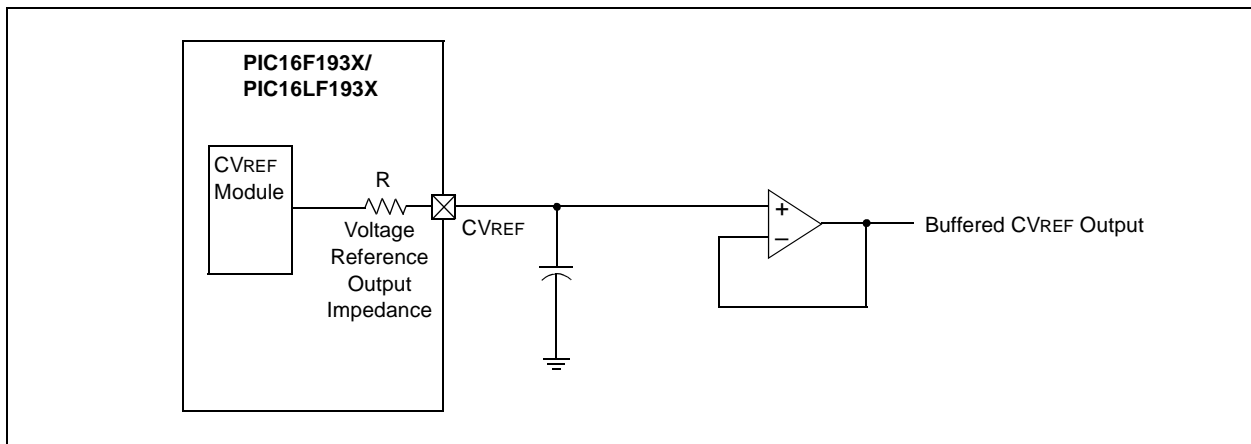 PIC16F193X/
PIC16LF193X
CVREF
Module
R
Voltage
Reference
Output
Impedance
CVREF
+
–
Buffered CVREF Output